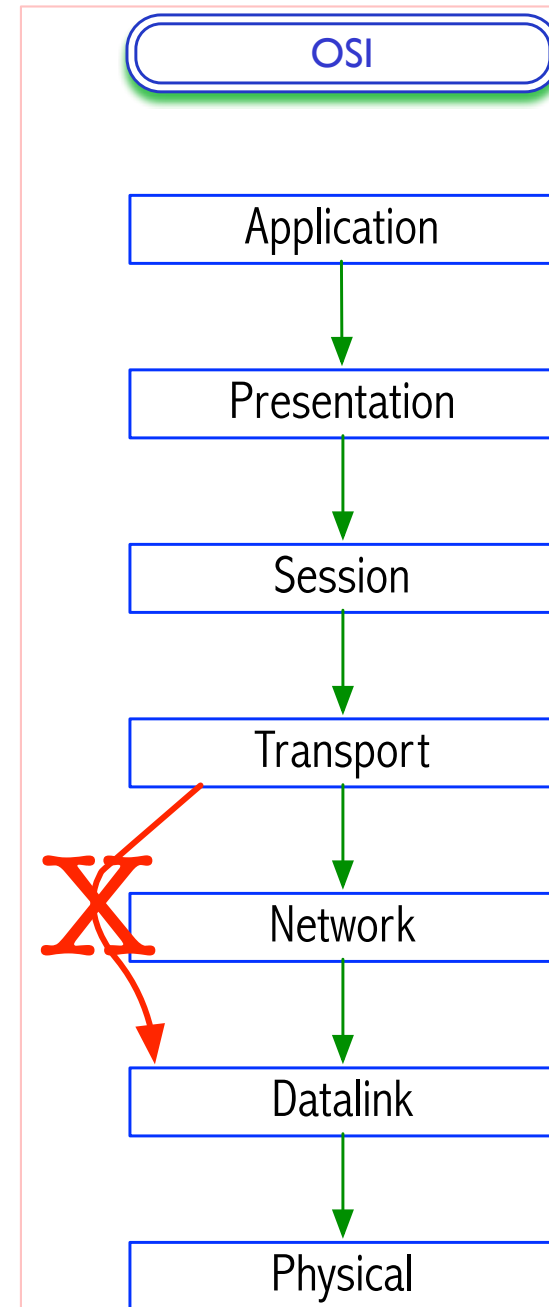 OSI
Application
Presentation
Session
Transport
X
Network
Datalink
Physical